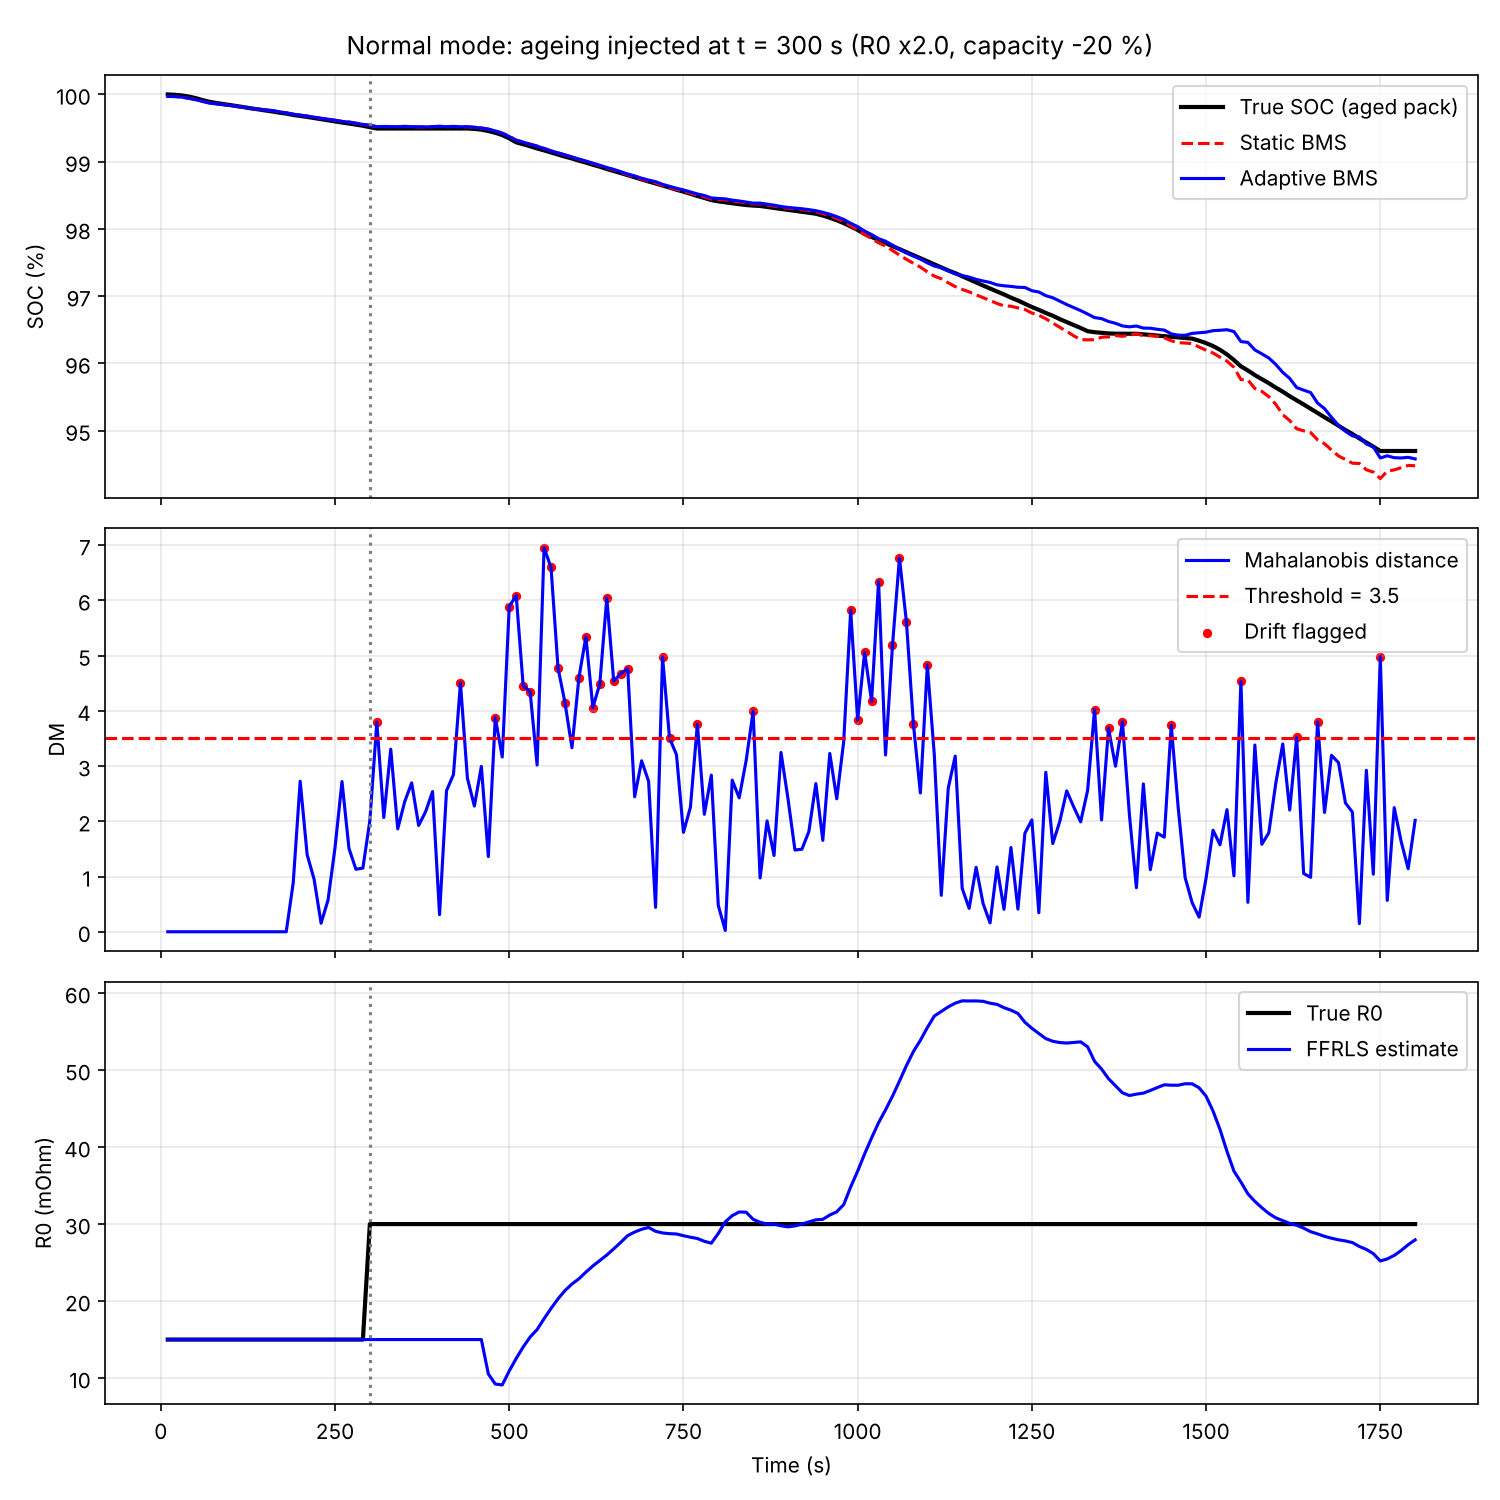 Normal mode: ageing injected at t = 300 s (R0 x2.0, capacity -20 %)
SOC (%)
100
99
98
97
96
95
True SOC (aged pack)
Static BMS
Adaptive BMS
DM
7
6
5
4
3
2
1
0
Mahalanobis distance
Threshold = 3.5
Drift flagged
R0 (mOhm)
60
50
40
30
20
10
True R0
FFRLS estimate
0 250 500 750 1000 1250 1500 1750
Time (s)